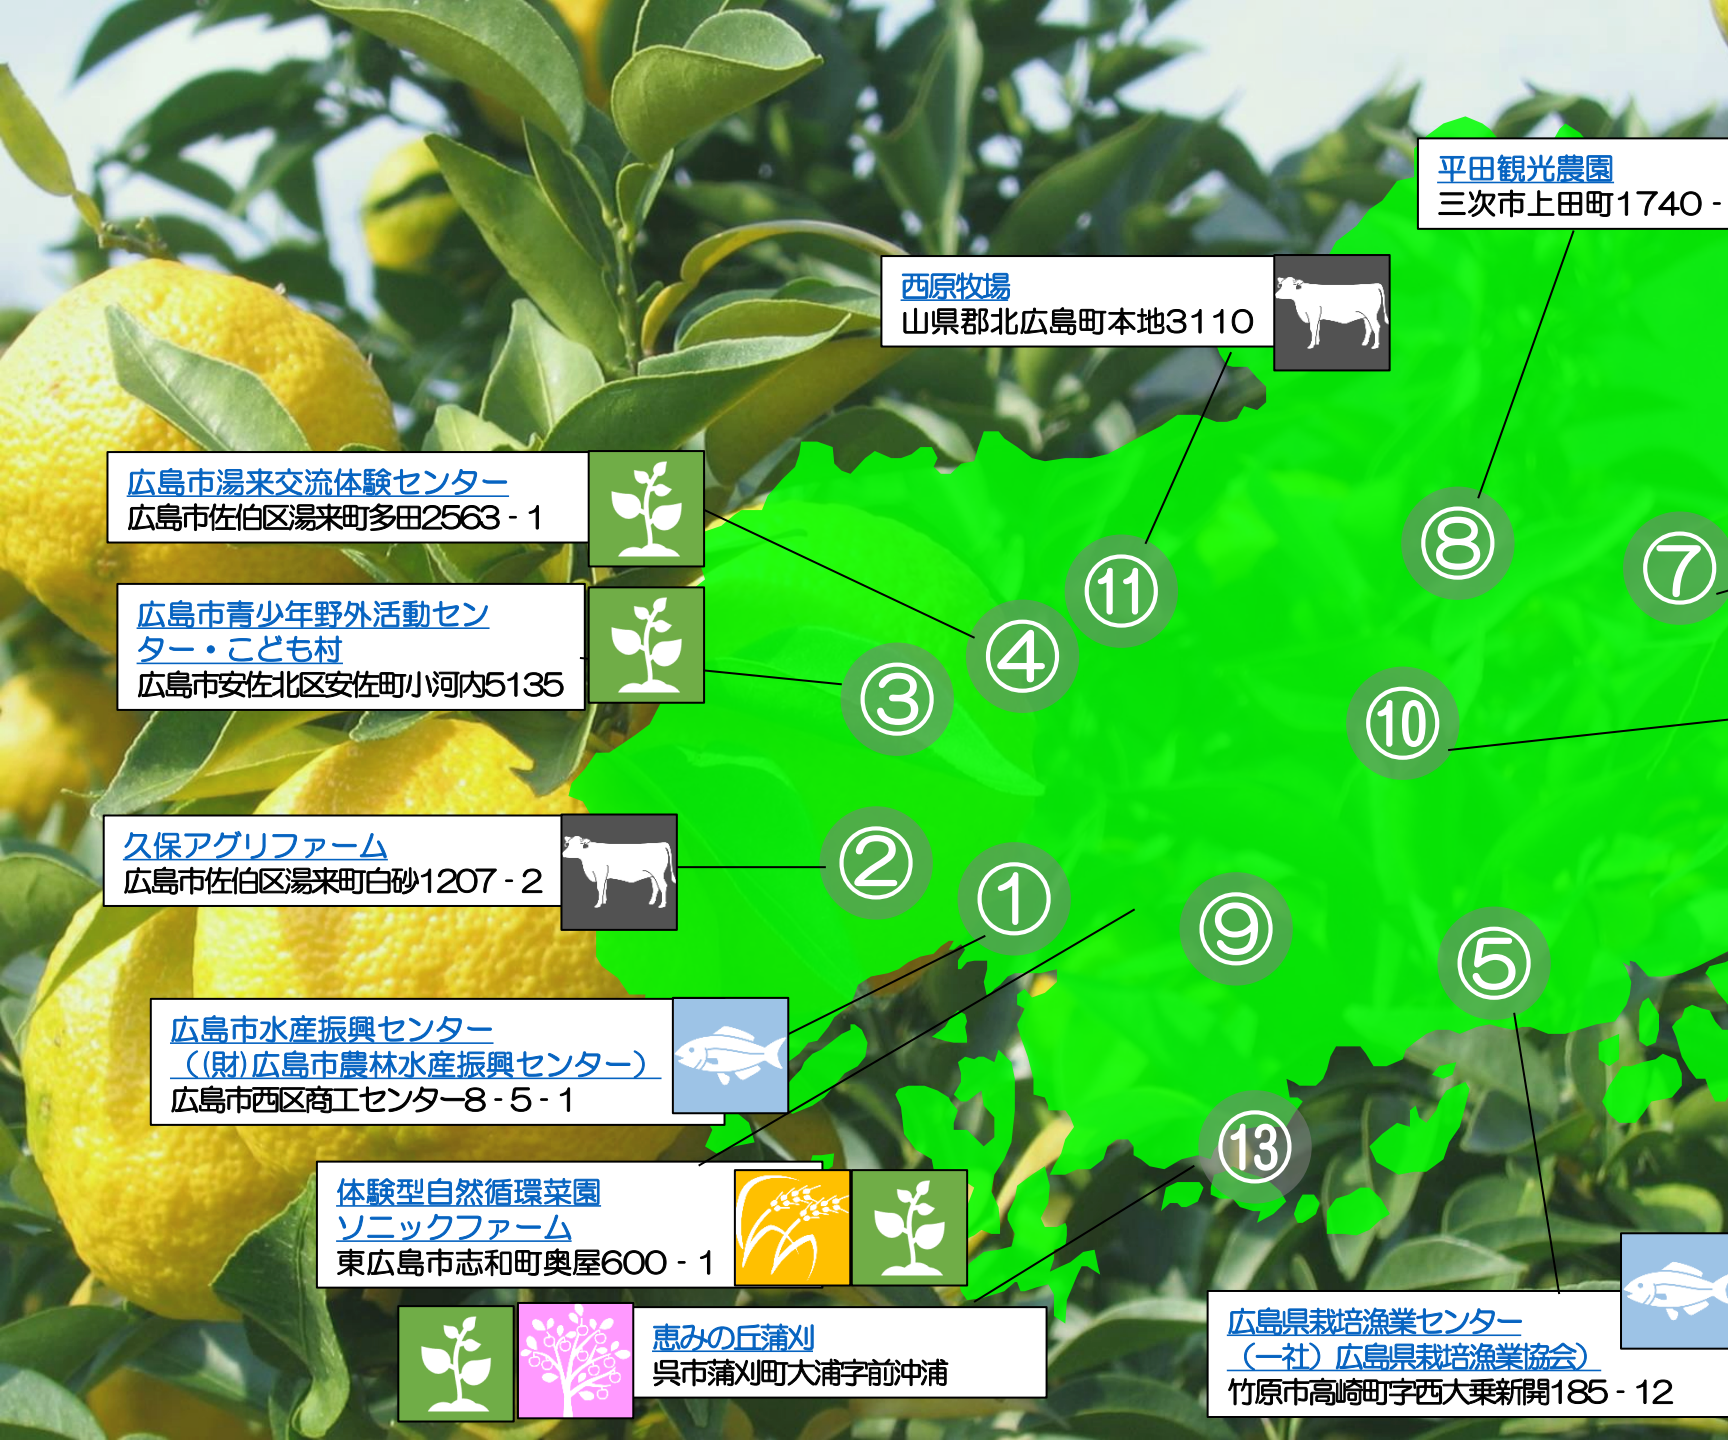 平田観光農園
三次市上田町1740 -
西原牧場
山県郡北広島町本地3110
広島市湯来交流体験センター
広島市佐伯区湯来町多田2563 - 1
広島市青少年野外活動セン
ター・こども村
広島市安佐北区安佐町小河内5135
⑧
⑦
⑪
④
③
⑩
久保アグリファーム
広島市佐伯区湯来町白砂1207 - 2
②
①
⑨
⑤
広島市水産振興センター
（(財)広島市農林水産振興センター）
広島市西区商工センター8 - 5 - 1
⑬
体験型自然循環菜園
ソニックファーム
東広島市志和町奥屋600 - 1
恵みの丘蒲刈
呉市蒲刈町大浦字前沖浦
広島県栽培漁業センター
（一社）広島県栽培漁業協会）
竹原市高崎町字西大乗新開185 - 12